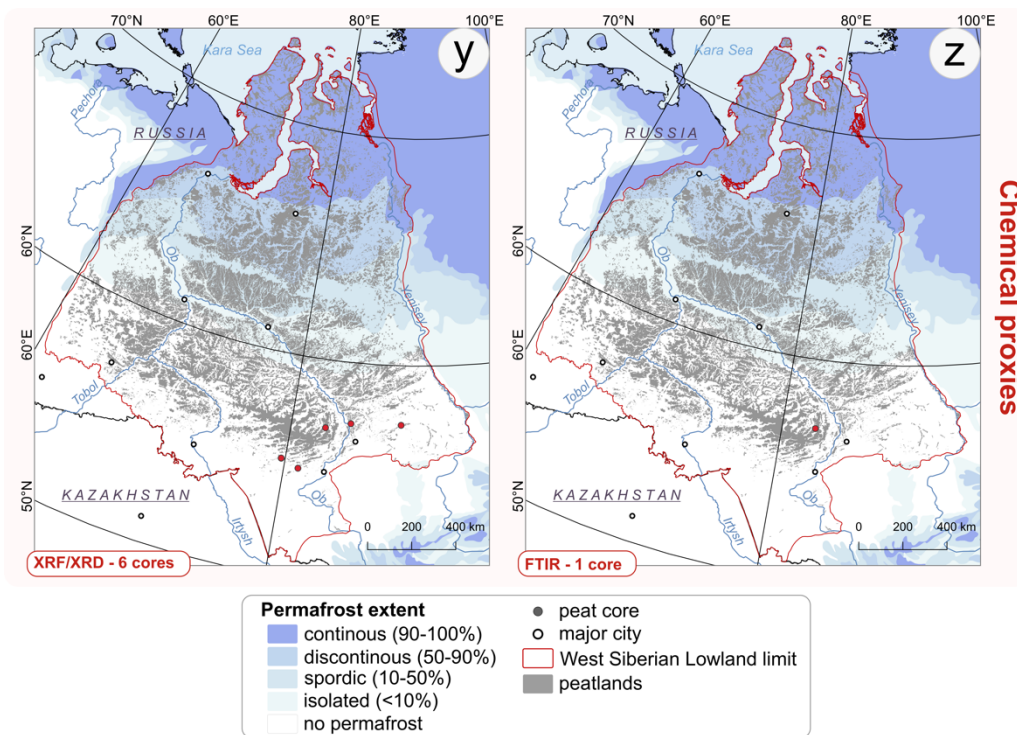 70°N 60°E 80°E 100°E
Kara Sea
y
Pechora
RUSSIA
60°N
Ob
Yenisey
60°E
Tobol
50°N
KAZAKHSTAN
Irtysh
Ob
0 200 400 km
XRF/XRD - 6 cores
70°N 60°E 80°E 100°E
Kara Sea
z
Pechora
RUSSIA
60°N
Ob
Yenisey
60°E
Tobol
50°N
KAZAKHSTAN
Irtysh
Ob
0 200 400 km
FTIR - 1 core
Chemical proxies
Permafrost extent
continous (90-100%)
discontinous (50-90%)
spordic (10-50%)
isolated (<10%)
no permafrost
peat core
major city
West Siberian Lowland limit
peatlands